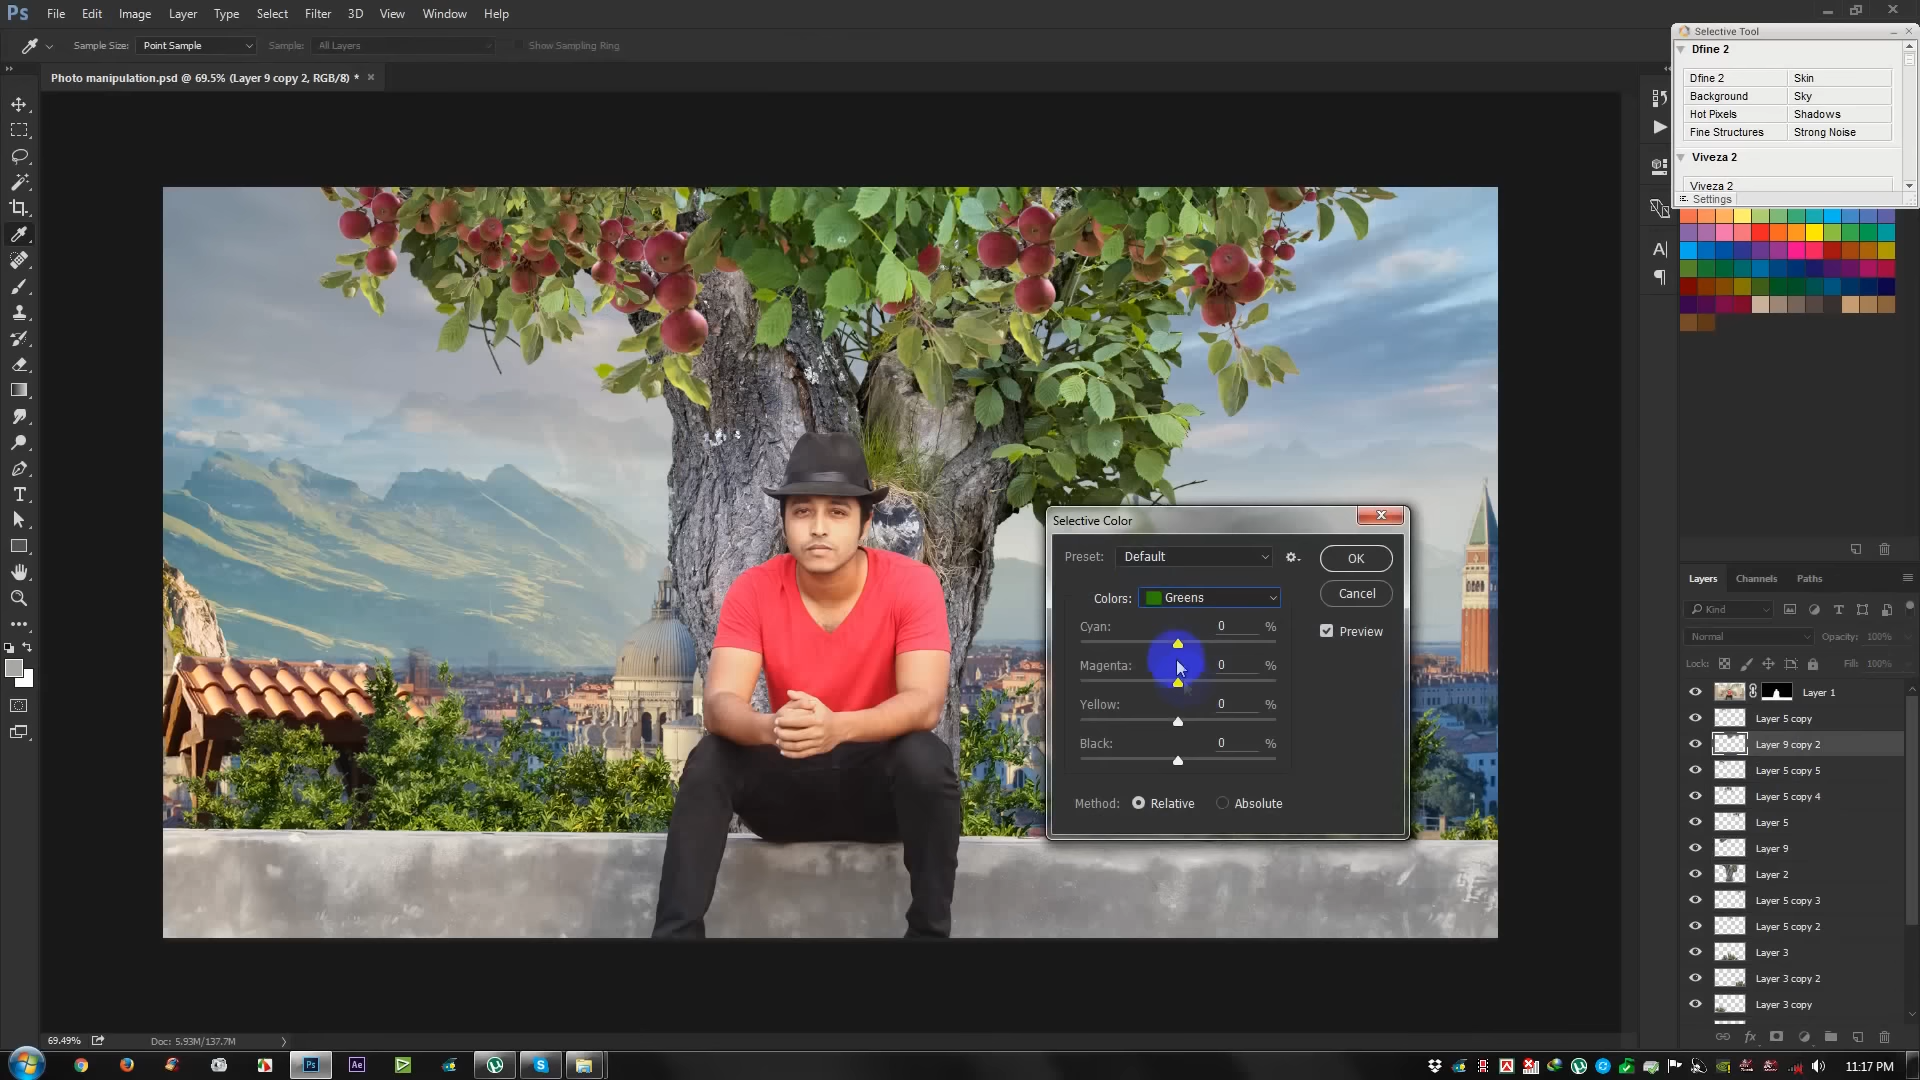 Ps File Edit Image Layer Type Select Filter 3D View Window Help
Sample Size: Point Sample Sample: All Layers Show Sampling Ring
Photo manipulation.psd @ 69.5% (Layer 9 copy 2, RGB/8) *
Selective Tool
Dfine 2
Dfine 2 Skin
Background Sky
Hot Pixels Shadows
Fine Structures Strong Noise
Viveza 2
Viveza 2
Settings
Selective Color
Preset: Default
OK
Colors: Greens
Cancel
Cyan: 0 %
Preview
Magenta: 0 %
Yellow: 0 %
Black: 0 %
Method: Relative Absolute
Layers Channels Paths
Kind
Normal Opacity: 100%
Lock: Fill: 100%
Layer 1
Layer 5 copy
Layer 9 copy 2
Layer 5 copy 5
Layer 5 copy 4
Layer 5
Layer 9
Layer 2
Layer 5 copy 3
Layer 5 copy 2
Layer 3
Layer 3 copy 2
Layer 3 copy
69.49% Doc: 5.93M/137.7M
Ps Ae 11:17 PM